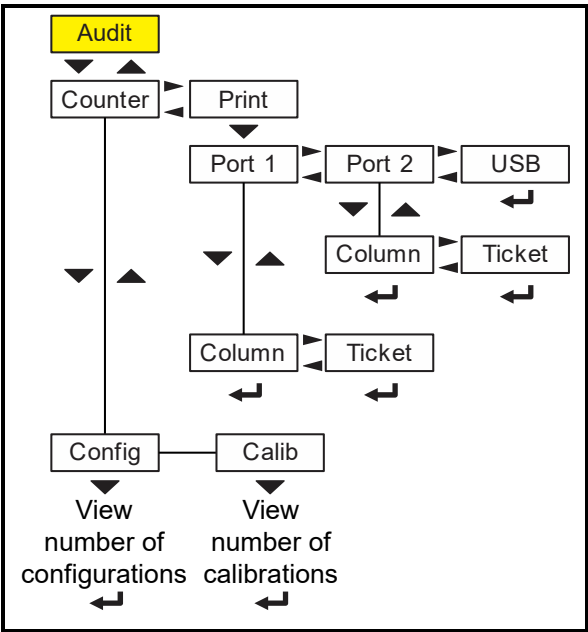 Audit
Counter
Print
Port 1
Port 2
USB
Column
Ticket
Column
Ticket
Config
Calib
View
number of
configurations
View
number of
calibrations